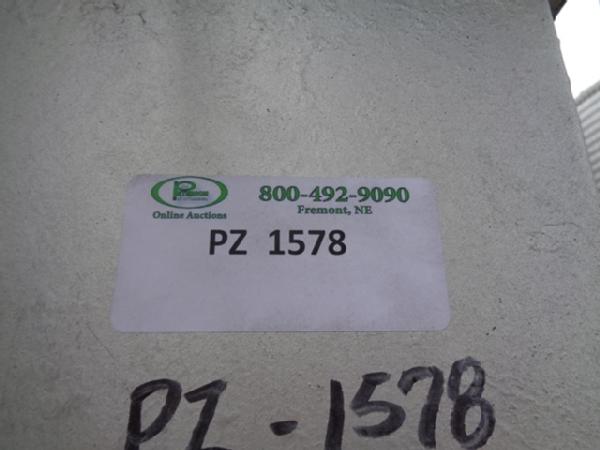 800-492-9090
Online Auctions Fremont, NE
PZ 1578
PZ-1578